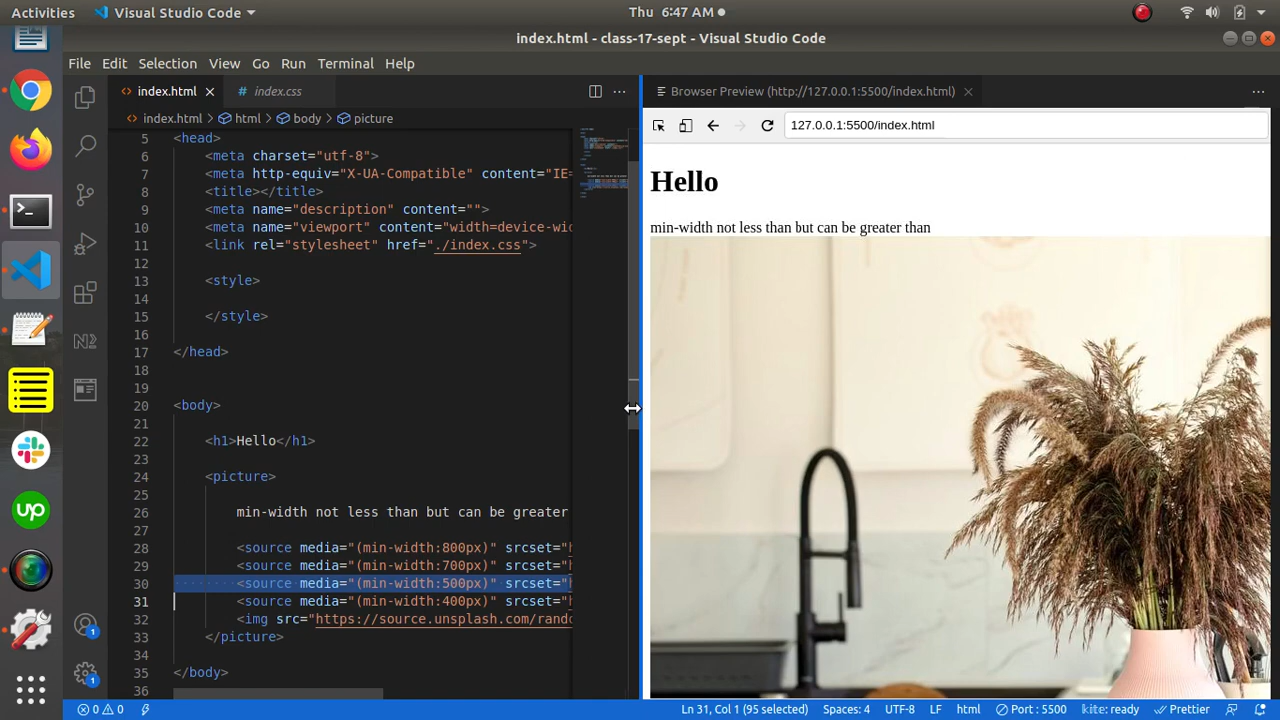 Activities
Visual Studio Code
Thu 6:47 AM
index.html - class-17-sept - Visual Studio Code
File Edit Selection View Go Run Terminal Help
index.html
index.css
Browser Preview (http://127.0.0.1:5500/index.html)
index.html > html > body > picture
127.0.0.1:5500/index.html
5 <head>
6 <meta charset="utf-8">
7 <meta http-equiv="X-UA-Compatible" content="IE=
8 <title></title>
9 <meta name="description" content="">
10 <meta name="viewport" content="width=device-wid
11 <link rel="stylesheet" href="./index.css">
12
13 <style>
14
15 </style>
16
17 </head>
18
19
20 <body>
21
22 <h1>Hello</h1>
23
24 <picture>
25
26 min-width not less than but can be greater
27
28 <source media="(min-width:800px)" srcset="h
29 <source media="(min-width:700px)" srcset="h
30 <source media="(min-width:500px)" srcset="h
31 <source media="(min-width:400px)" srcset="h
32 <img src="https://source.unsplash.com/rando
33 </picture>
34
35 </body>
36
Hello
min-width not less than but can be greater than
up
1
1
0 0
Ln 31, Col 1 (95 selected)
Spaces: 4
UTF-8
LF
html
Port : 5500
kite: ready
Prettier